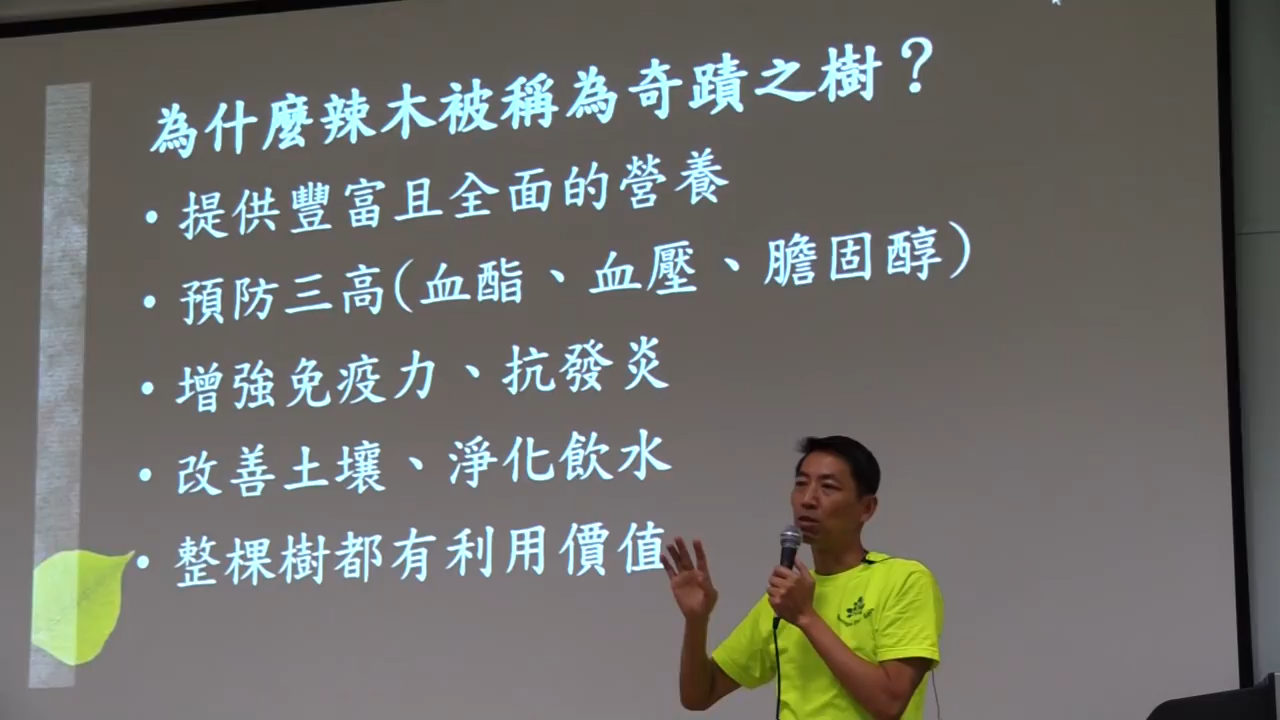 為什麼辣木被稱為奇蹟之樹？
•提供豐富且全面的營養
•預防三高(血酯、血壓、膽固醇)
•增強免疫力、抗發炎
•改善土壤、淨化飲水
•整棵樹都有利用價值